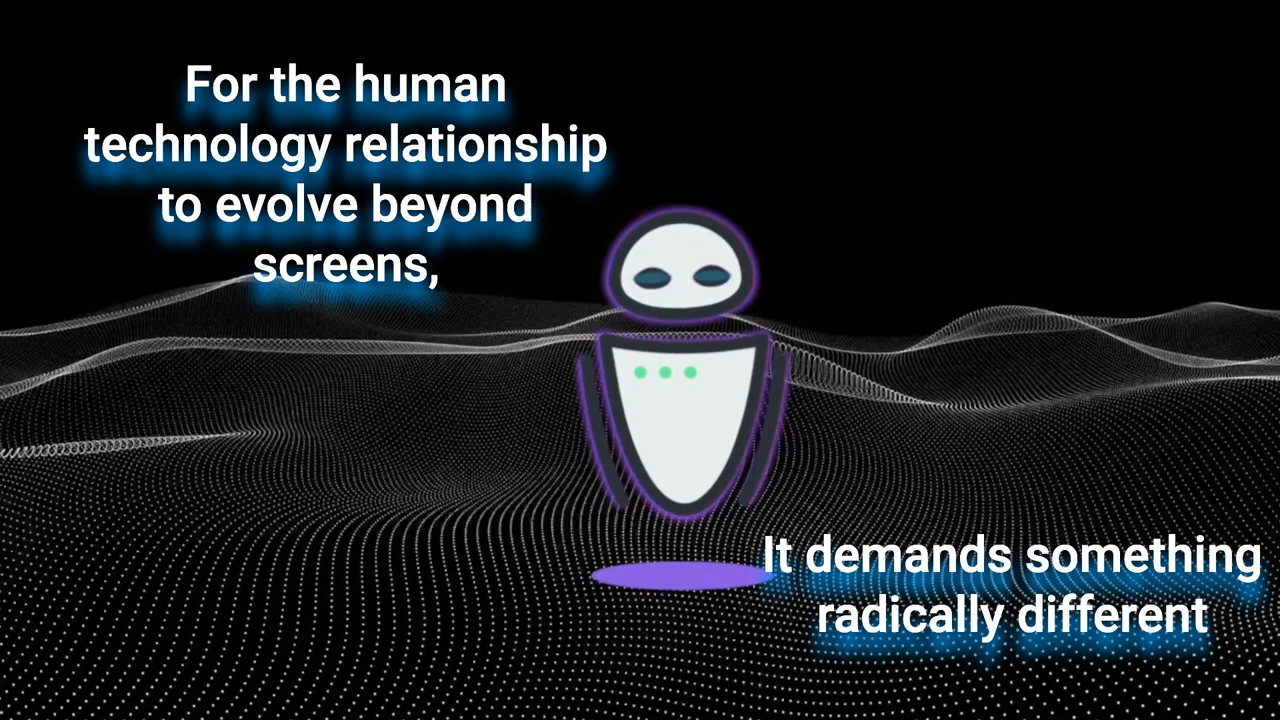 For the human
technology relationship
to evolve beyond
screens,
It demands something
radically different